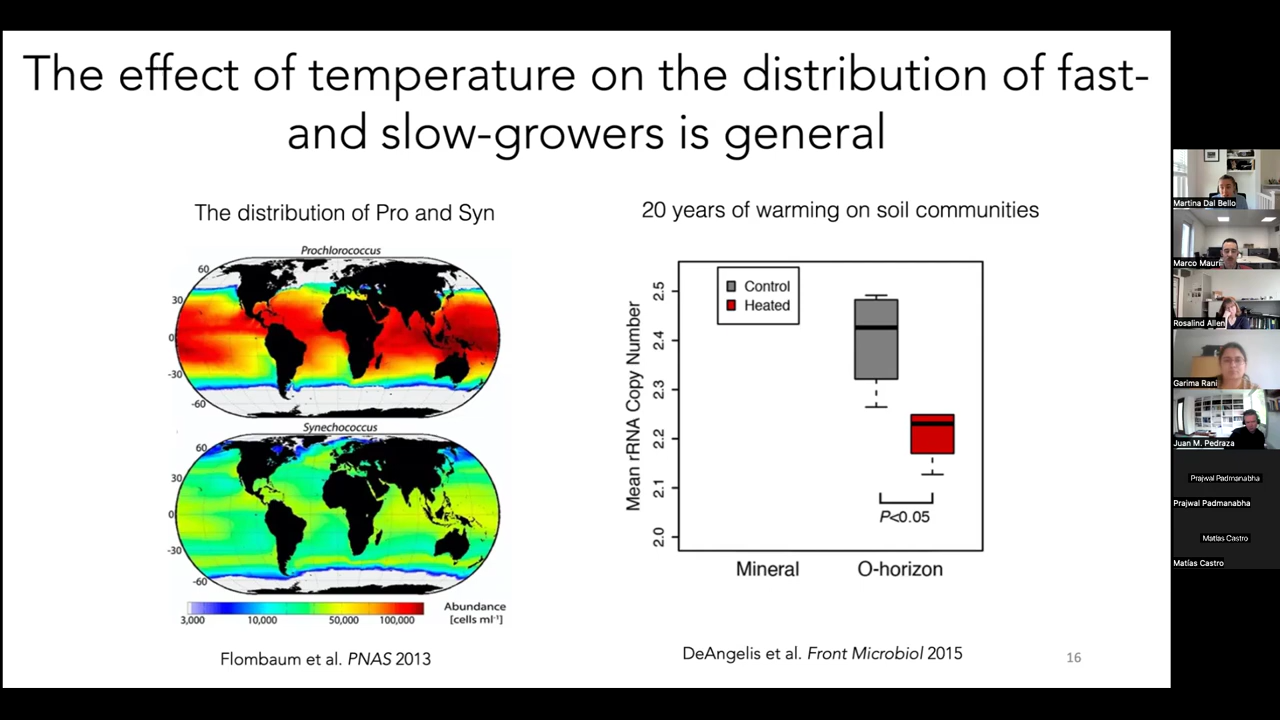 The effect of temperature on the distribution of fast-
and slow-growers is general
The distribution of Pro and Syn
Prochlorococcus
60
30
0
-30
-60
Synechococcus
60
30
0
-30
-60
3,000
10,000
50,000
100,000
Abundance
[cells ml-1]
Flombaum et al. PNAS 2013
20 years of warming on soil communities
Mean rRNA Copy Number
2.5
2.4
2.3
2.2
2.1
2.0
Control
Heated
P<0.05
Mineral
O-horizon
DeAngelis et al. Front Microbiol 2015
16
Martina Dal Bello
Marco Mauri
Rosalind Allen
Garima Rani
Juan M. Pedraza
Prajwal Padmanabha
Prajwal Padmanabha
Matías Castro
Matías Castro